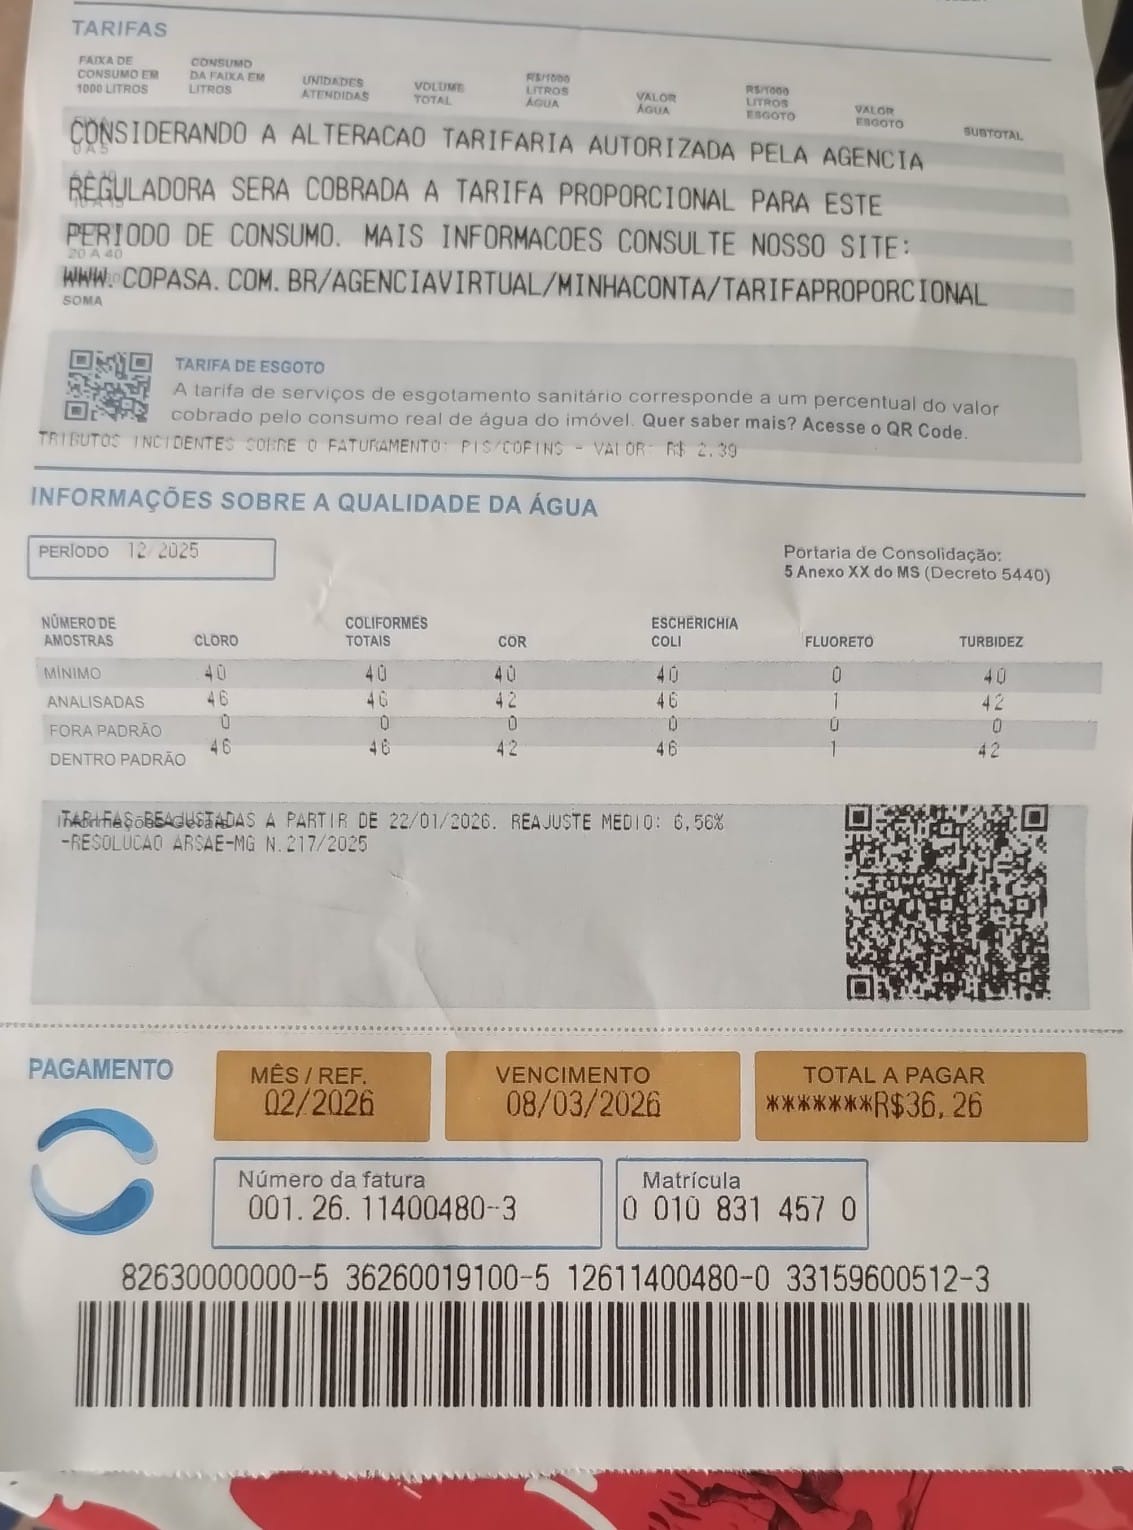 TARIFAS
FAIXA DE CONSUMO EM 1000 LITROS
CONSUMO DA FAIXA EM LITROS
UNIDADES ATENDIDAS
VOLUME TOTAL
R$/1000 LITROS ÁGUA
VALOR ÁGUA
R$/1000 LITROS ESGOTO
VALOR ESGOTO
SUBTOTAL
CONSIDERANDO A ALTERACAO TARIFARIA AUTORIZADA PELA AGENCIA
0 A 5
REGULADORA SERA COBRADA A TARIFA PROPORCIONAL PARA ESTE
10 A 15
PERIODO DE CONSUMO. MAIS INFORMACOES CONSULTE NOSSO SITE:
20 A 40
WWW.COPASA.COM.BR/AGENCIAVIRTUAL/MINHACONTA/TARIFAPROPORCIONAL
SOMA
TARIFA DE ESGOTO
A tarifa de serviços de esgotamento sanitário corresponde a um percentual do valor
cobrado pelo consumo real de água do imóvel. Quer saber mais? Acesse o QR Code.
TRIBUTOS INCIDENTES SOBRE O FATURAMENTO: PIS/COFINS - VALOR: R$ 2.39
INFORMAÇÕES SOBRE A QUALIDADE DA ÁGUA
PERÍODO 12/2025
Portaria de Consolidação:
5 Anexo XX do MS (Decreto 5440)
NÚMERO DE AMOSTRAS CLORO COLIFORMES TOTAIS COR ESCHERICHIA COLI FLUORETO TURBIDEZ
MÍNIMO 40 40 40 40 0 40
ANALISADAS 46 46 42 46 1 42
FORA PADRÃO 0 0 0 0 0 0
DENTRO PADRÃO 46 46 42 46 1 42
Informações Gerais
TARIFAS REAJUSTADAS A PARTIR DE 22/01/2026. REAJUSTE MEDIO: 6,56%
-RESOLUCAO ARSAE-MG N.217/2025
PAGAMENTO
MÊS / REF.
02/2026
VENCIMENTO
08/03/2026
TOTAL A PAGAR
*******R$36,26
Número da fatura
001.26.11400480-3
Matrícula
0 010 831 457 0
82630000000-5 36260019100-5 12611400480-0 33159600512-3